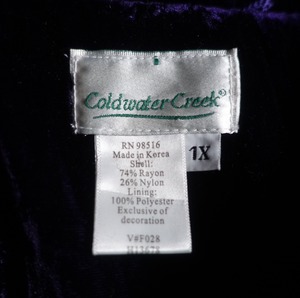 Coldwater Creek®
1X
RN 98516
Made in Korea
Shell:
74% Rayon
26% Nylon
Lining:
100% Polyester
Exclusive of
decoration
V#F028
H13678